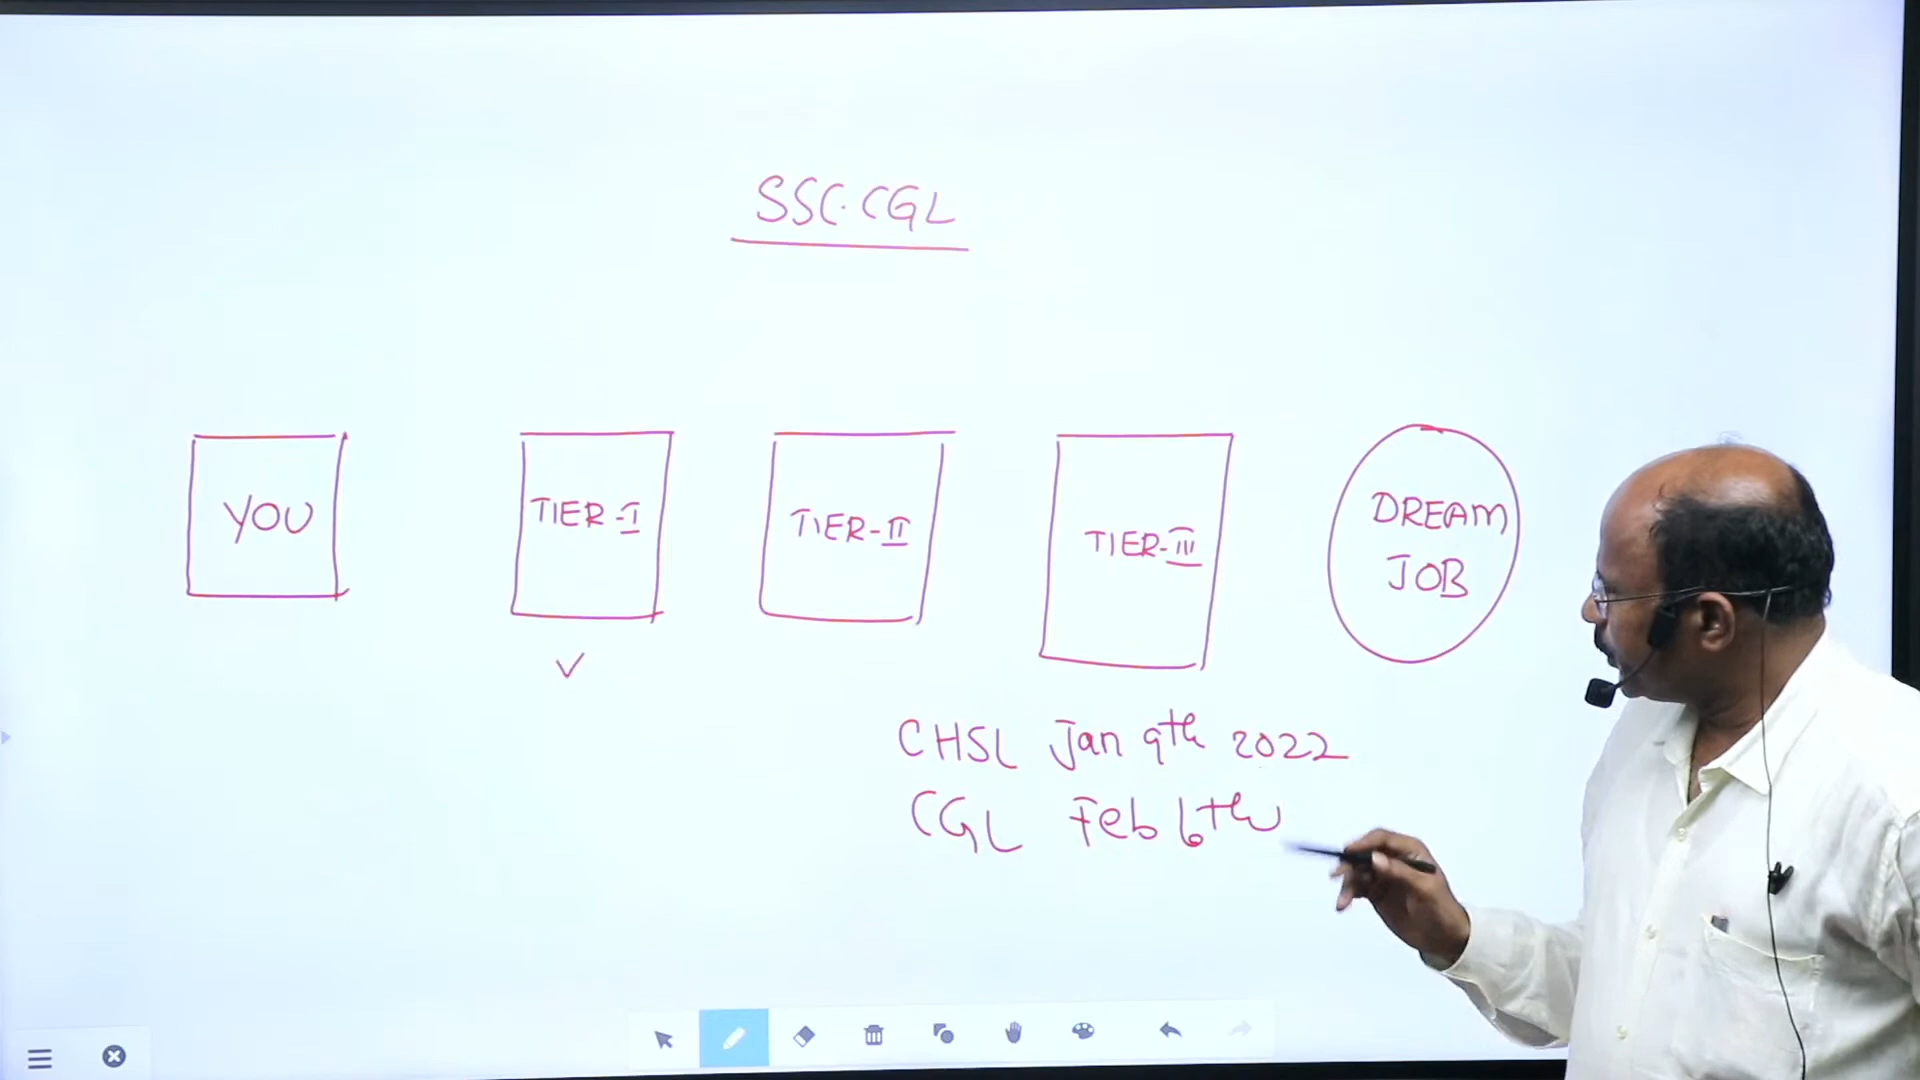 SSC.CGL
YOU
TIER-I
TIER-II
TIER-III
DREAM
JOB
CHSL Jan 9th 2022
CGL Feb 6th